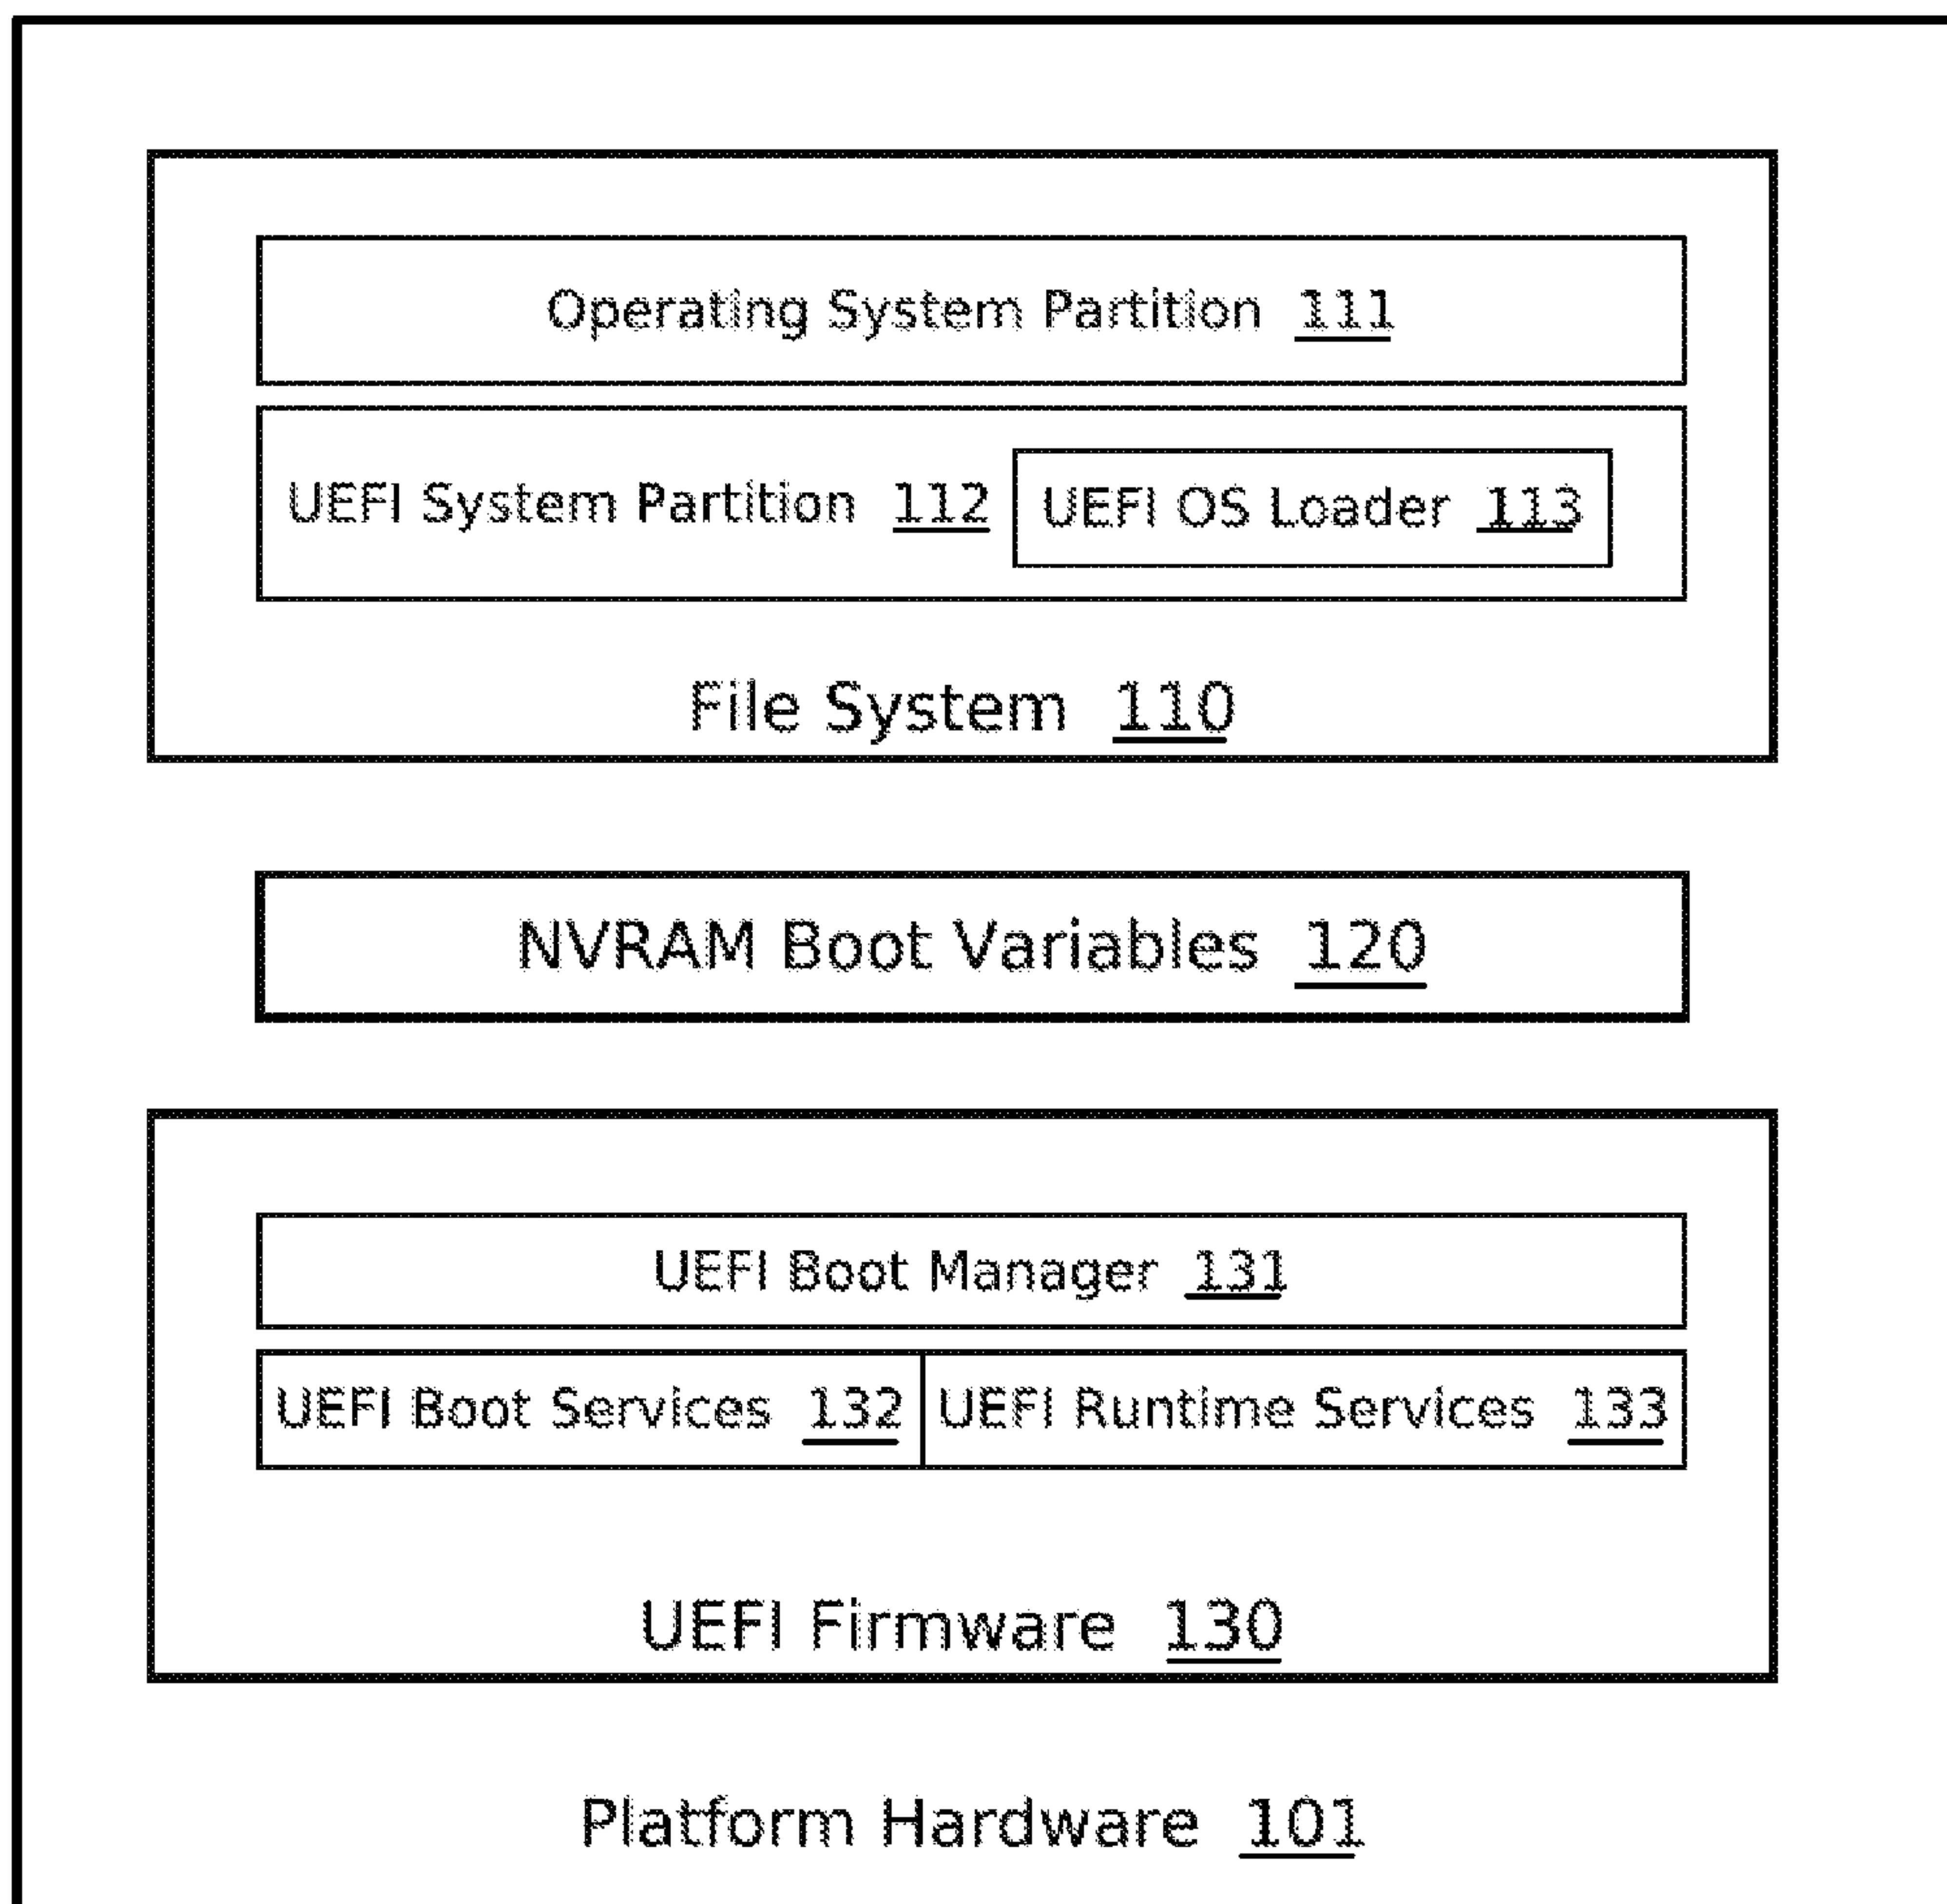 Operating System Partition 111
UEFI System Partition 112
UEFI OS Loader 113
File System 110
NVRAM Boot Variables 120
UEFI Boot Manager 131
UEFI Boot Services 132
UEFI Runtime Services 133
UEFI Firmware 130
Platform Hardware 101